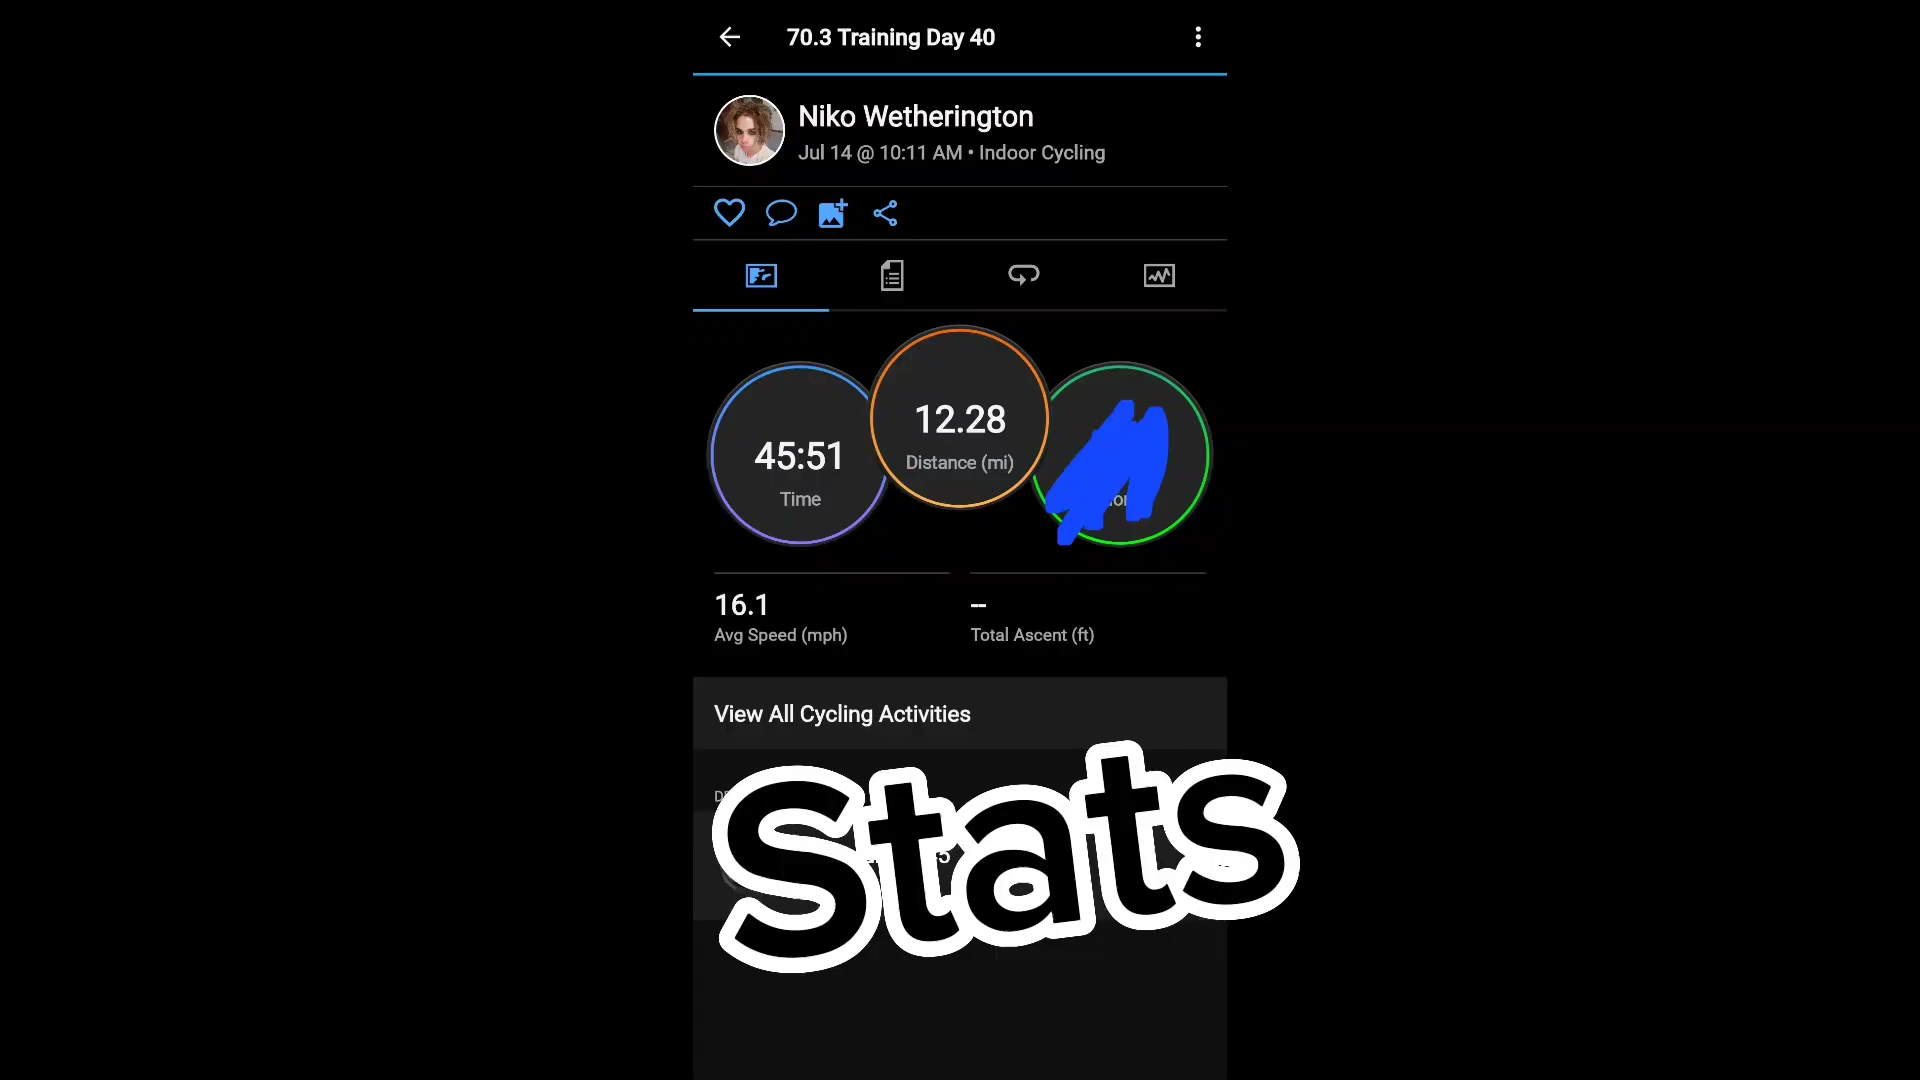 70.3 Training Day 40
Niko Wetherington
Jul 14 @ 10:11 AM • Indoor Cycling
12.28
Distance (mi)
45:51
Time
16.1
Avg Speed (mph)
--
Total Ascent (ft)
View All Cycling Activities
Stats